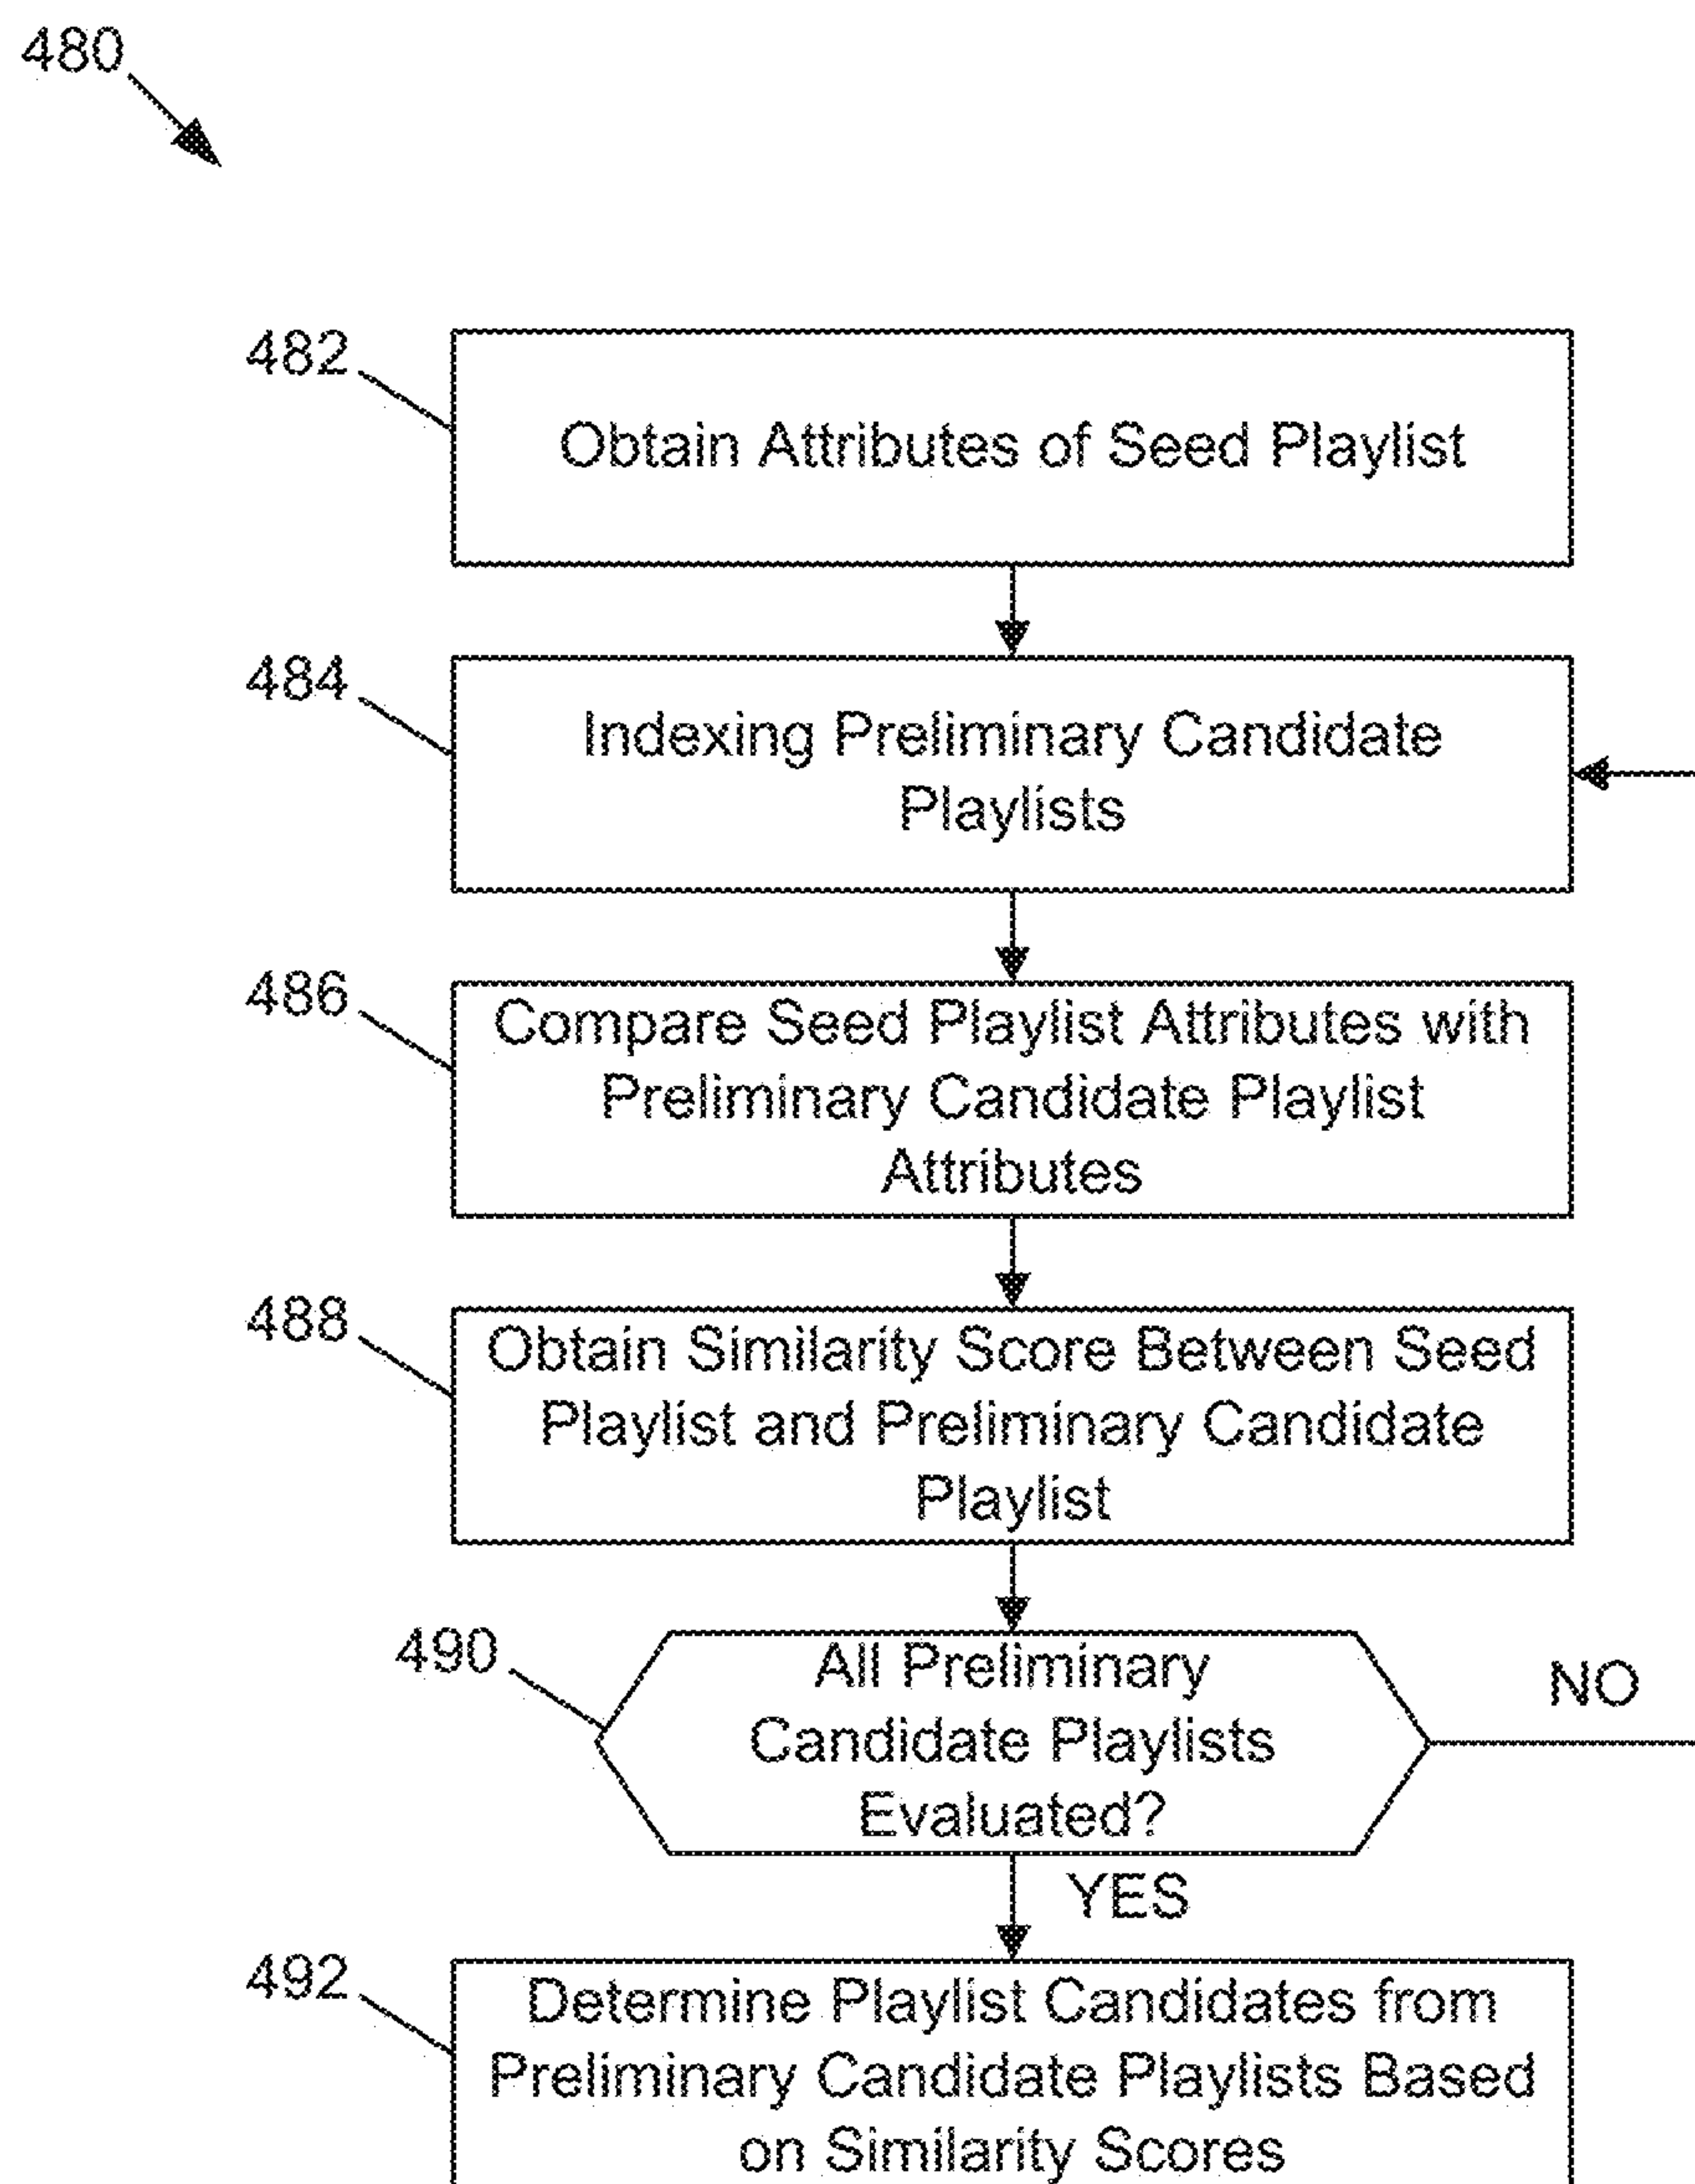 480
482
Obtain Attributes of Seed Playlist
484
Indexing Preliminary Candidate
Playlists
486
Compare Seed Playlist Attributes with
Preliminary Candidate Playlist
Attributes
488
Obtain Similarity Score Between Seed
Playlist and Preliminary Candidate
Playlist
490
All Preliminary
Candidate Playlists
Evaluated?
NO
YES
492
Determine Playlist Candidates from
Preliminary Candidate Playlists Based
on Similarity Scores